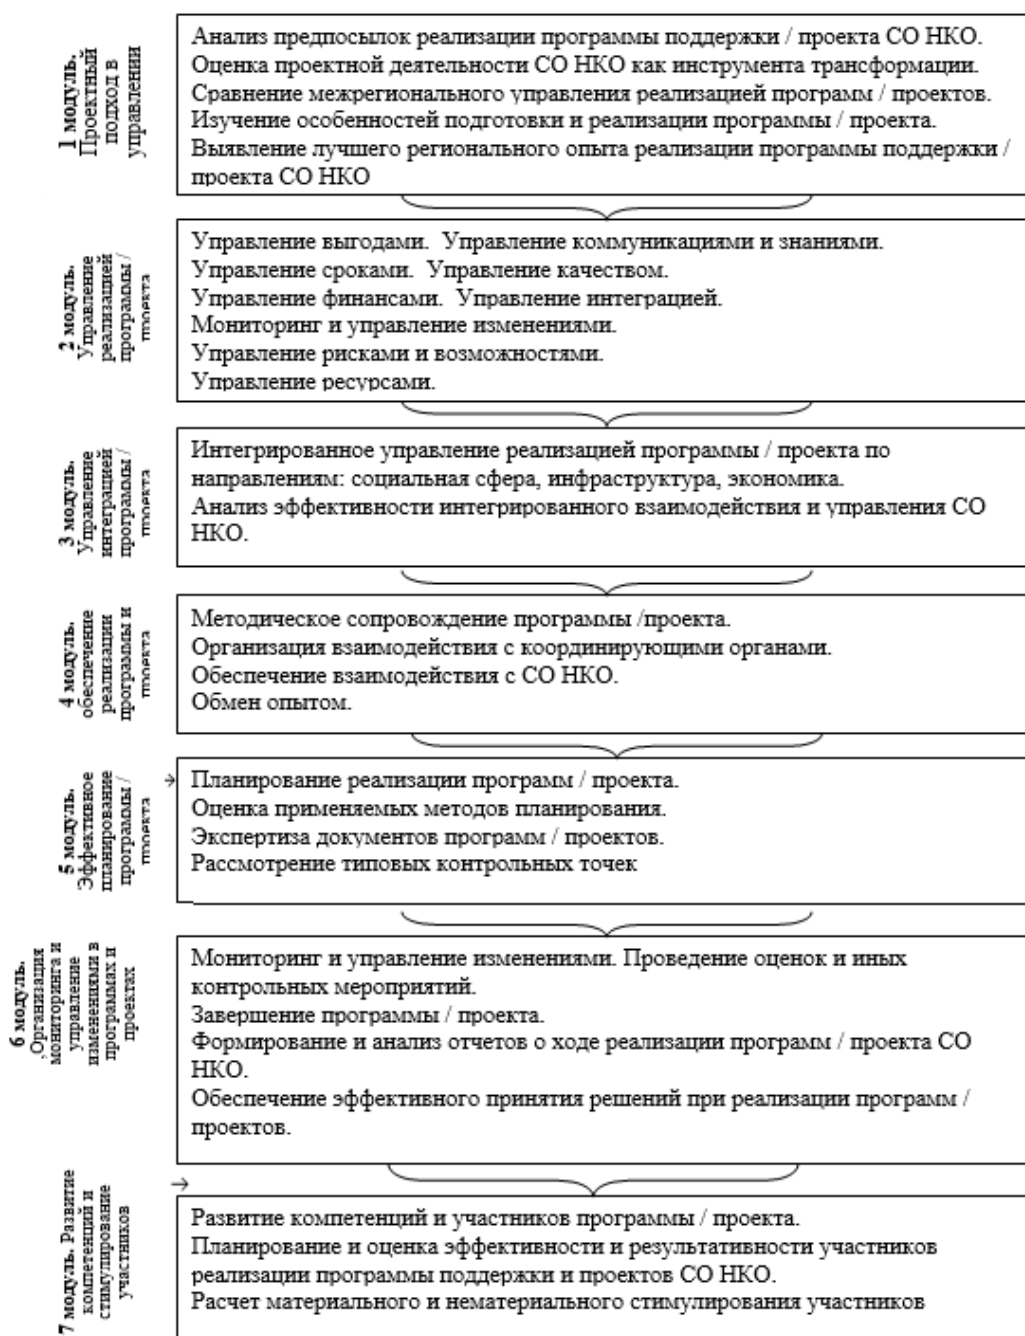 1 модуль.
Проектный
подход в
управлении
Анализ предпосылок реализации программы поддержки / проекта СО НКО.
Оценка проектной деятельности СО НКО как инструмента трансформации.
Сравнение межрегионального управления реализацией программ / проектов.
Изучение особенностей подготовки и реализации программы / проекта.
Выявление лучшего регионального опыта реализации программы поддержки /
проекта СО НКО
2 модуль.
Управление
реализацией
программы /
проекта
Управление выгодами. Управление коммуникациями и знаниями.
Управление сроками. Управление качеством.
Управление финансами. Управление интеграцией.
Мониторинг и управление изменениями.
Управление рисками и возможностями.
Управление ресурсами.
3 модуль.
Управление
интеграцией
программы /
проекта
Интегрированное управление реализацией программы / проекта по
направлениям: социальная сфера, инфраструктура, экономика.
Анализ эффективности интегрированного взаимодействия и управления СО
НКО.
4 модуль.
обеспечение
реализации
программы и
проекта
Методическое сопровождение программы /проекта.
Организация взаимодействия с координирующими органами.
Обеспечение взаимодействия с СО НКО.
Обмен опытом.
5 модуль.
Эффективное
планирование
программы /
проекта
Планирование реализации программ / проекта.
Оценка применяемых методов планирования.
Экспертиза документов программ / проектов.
Рассмотрение типовых контрольных точек
6 модуль.
,Организация
мониторинга и
управление
изменениями в
программах и
проектах
Мониторинг и управление изменениями. Проведение оценок и иных
контрольных мероприятий.
Завершение программы / проекта.
Формирование и анализ отчетов о ходе реализации программ / проекта СО
НКО.
Обеспечение эффективного принятия решений при реализации программ /
проектов.
7 модуль. Развитие
компетенций и
стимулирование
участников
Развитие компетенций и участников программы / проекта.
Планирование и оценка эффективности и результативности участников
реализации программы поддержки и проектов СО НКО.
Расчет материального и нематериального стимулирования участников